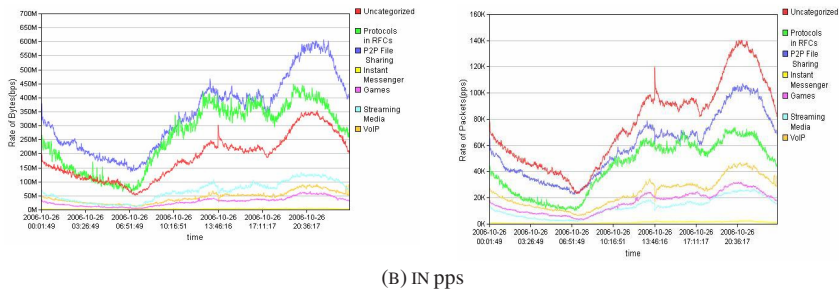 700M
600M
500M
450M
400M
350M
300M
250M
200M
150M
100M
50M
0M
Rate of Bytes(pps)
2006-10-26 2006-10-26 2006-10-26 2006-10-26 2006-10-26 2006-10-26 2006-10-26
00:01:49 03:26:49 06:51:49 10:16:51 13:46:16 17:11:17 20:36:17
time
Uncategorized
Protocols
in RFCs
P2P File
Sharing
Instant
Messenger
Games
Streaming
Media
VoIP
160K
140K
120K
100K
80K
60K
40K
20K
0K
Rate of Packets(pps)
2006-10-26 2006-10-26 2006-10-26 2006-10-26 2006-10-26 2006-10-26 2006-10-26
00:01:49 03:26:49 06:51:49 10:16:51 13:46:16 17:11:17 20:36:17
time
Uncategorized
Protocols
in RFCs
P2P File
Sharing
Instant
Messenger
Games
Streaming
Media
VoIP
(B) IN pps